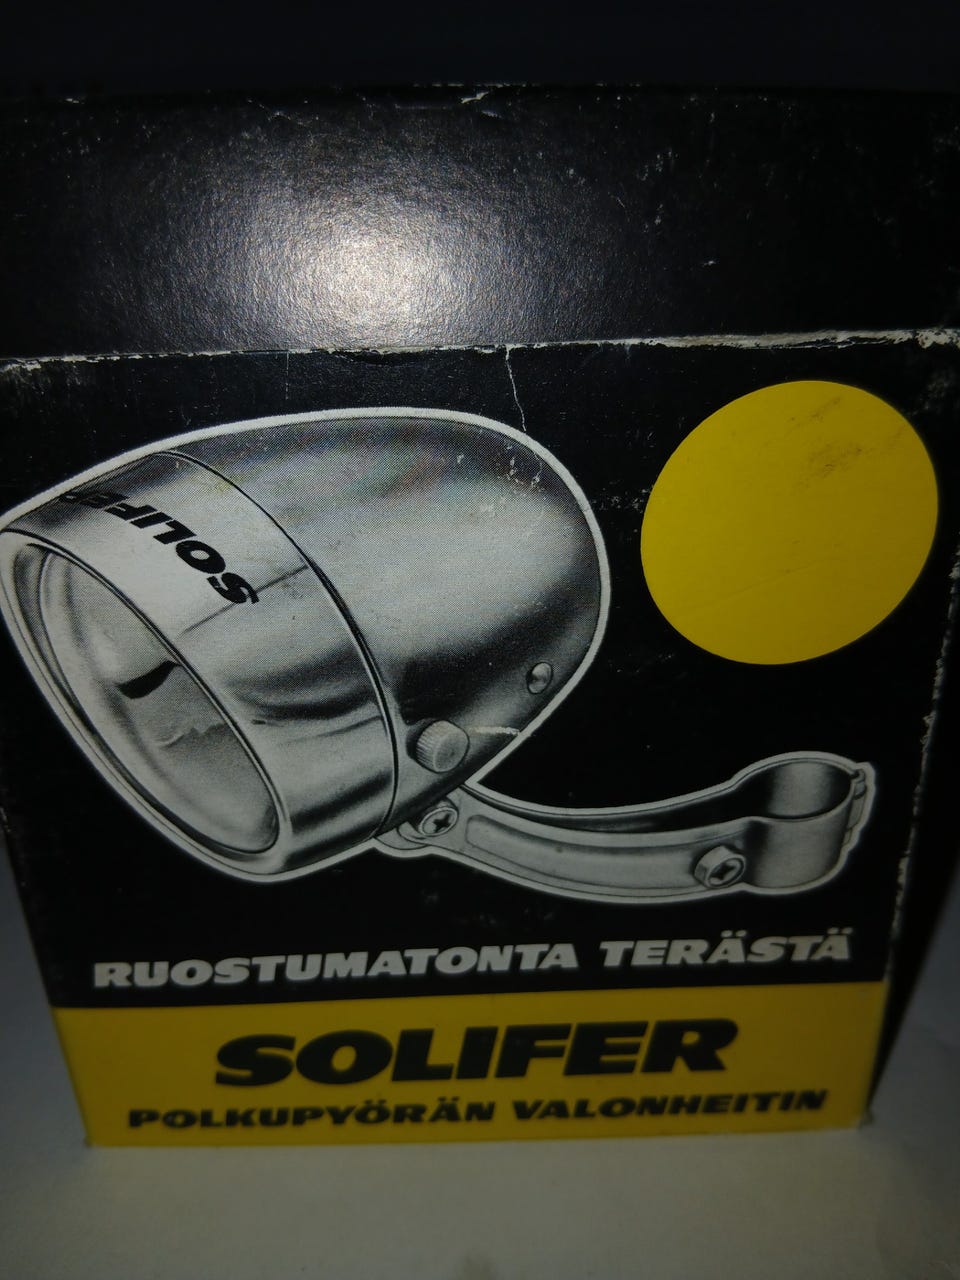 SOLIFER
RUOSTUMATONTA TERÄSTÄ
SOLIFER
POLKUPYÖRÄN VALONHEITIN